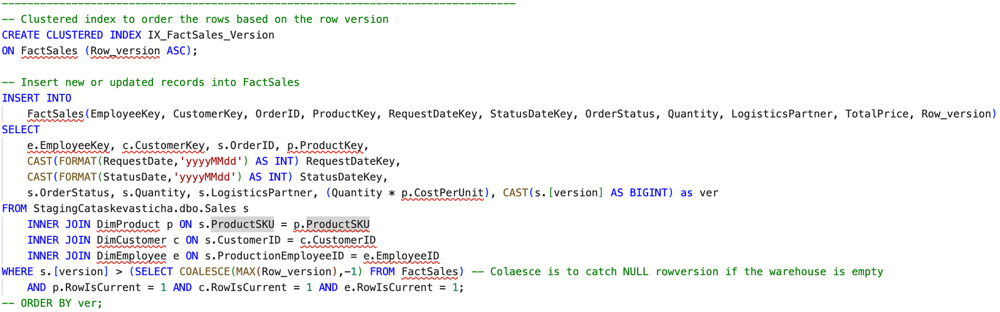 ---------------------------------------------------------------------------------
-- Clustered index to order the rows based on the row version
CREATE CLUSTERED INDEX IX_FactSales_Version
ON FactSales (Row_version ASC);
-- Insert new or updated records into FactSales
INSERT INTO
FactSales(EmployeeKey, CustomerKey, OrderID, ProductKey, RequestDateKey, StatusDateKey, OrderStatus, Quantity, LogisticsPartner, TotalPrice, Row_version)
SELECT
e.EmployeeKey, c.CustomerKey, s.OrderID, p.ProductKey,
CAST(FORMAT(RequestDate,'yyyyMMdd') AS INT) RequestDateKey,
CAST(FORMAT(StatusDate,'yyyyMMdd') AS INT) StatusDateKey,
s.OrderStatus, s.Quantity, s.LogisticsPartner, (Quantity * p.CostPerUnit), CAST(s.[version] AS BIGINT) as ver
FROM StagingCataskevasticha.dbo.Sales s
INNER JOIN DimProduct p ON s.ProductSKU = p.ProductSKU
INNER JOIN DimCustomer c ON s.CustomerID = c.CustomerID
INNER JOIN DimEmployee e ON s.ProductionEmployeeID = e.EmployeeID
WHERE s.[version] > (SELECT COALESCE(MAX(Row_version),-1) FROM FactSales) -- Colaesce is to catch NULL rowversion if the warehouse is empty
AND p.RowIsCurrent = 1 AND c.RowIsCurrent = 1 AND e.RowIsCurrent = 1;
-- ORDER BY ver;